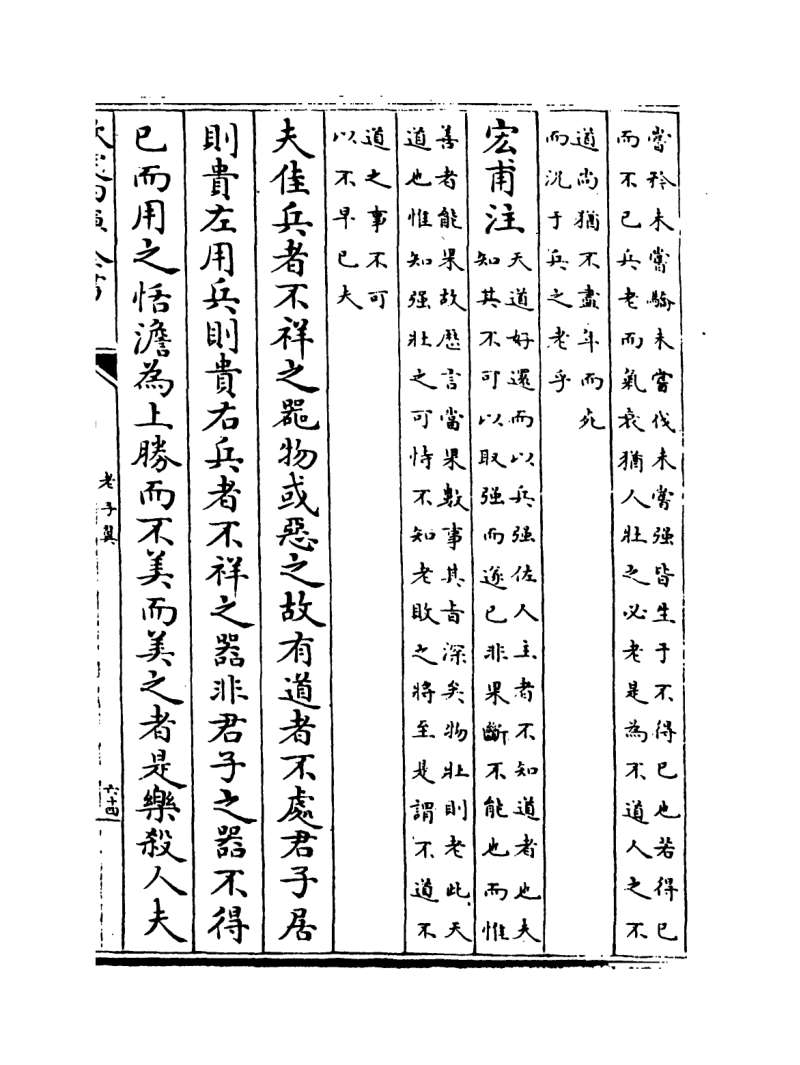 嘗矜未嘗驕未嘗伐未嘗强皆生于不得已也若得已
而不已兵老而氣衰猶人壯之必老是為不道人之不
道尚猶不盡年而死
而況于兵之老乎
宏甫注
天道好還而以兵强佐人主者不知道者也夫
知其不可以取强而遂已非果斷不能也而惟
善者能果故歴言當果數事其旨深矣物壯則老此天
道也惟知强壯之可恃不知老敗之將至是謂不道不
道之事不可
以不早已夫
夫佳兵者不祥之噐物或惡之故有道者不處君子居
則貴左用兵則貴右兵者不祥之器非君子之器不得
已而用之恬澹為上勝而不美而美之者是樂殺人夫
欽定四庫全書
老子翼
六十四